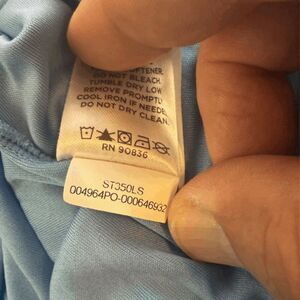 SOFTENER.
DO NOT BLEACH.
TUMBLE DRY LOW.
REMOVE PROMPTLY.
COOL IRON IF NEEDED.
DO NOT DRY CLEAN.
RN 90836
ST350LS
004964PO-000646932